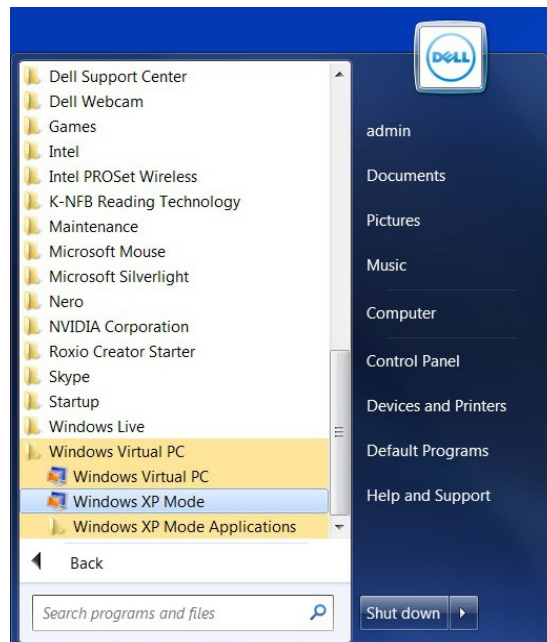 Dell Support Center
Dell Webcam
Games
Intel
Intel PROSet Wireless
K-NFB Reading Technology
Maintenance
Microsoft Mouse
Microsoft Silverlight
Nero
NVIDIA Corporation
Roxio Creator Starter
Skype
Startup
Windows Live
Windows Virtual PC
Windows Virtual PC
Windows XP Mode
Windows XP Mode Applications
Back
Search programs and files
DELL
admin
Documents
Pictures
Music
Computer
Control Panel
Devices and Printers
Default Programs
Help and Support
Shut down